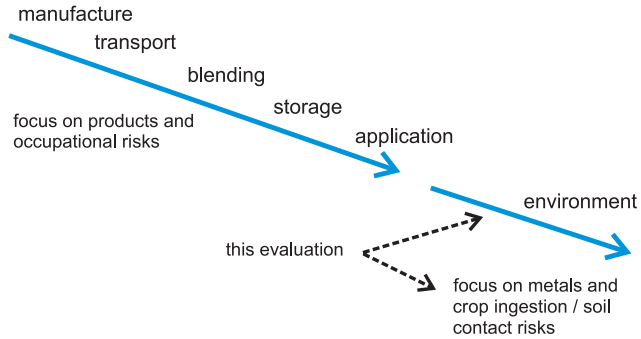 manufacture
transport
blending
storage
application
focus on products and
occupational risks
environment
this evaluation
focus on metals and
crop ingestion / soil
contact risks